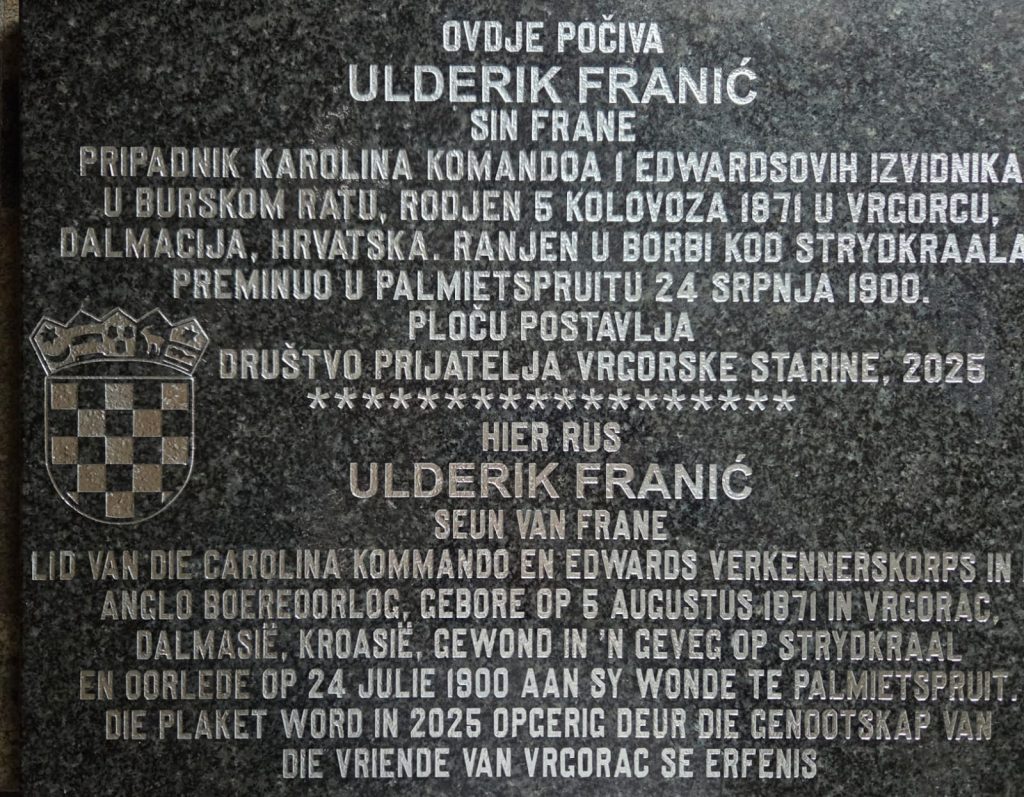 OVDJE POČIVA
ULDERIK FRANIĆ
SIN FRANE
PRIPADNIK KAROLINA KOMANDOA I EDWARDSOVIH IZVIDNIKA
U BURSKOM RATU, RODJEN 5 KOLOVOZA 1871 U VRGORCU,
DALMACIJA, HRVATSKA. RANJEN U BORBI KOD STRYDKRAALA
PREMINUO U PALMIETSPRUITU 24 SRPNJA 1900.
PLOČU POSTAVLJA
DRUŠTVO PRIJATELJA VRGORSKE STARINE, 2025
******************
HIER RUS
ULDERIK FRANIĆ
SEUN VAN FRANE
LID VAN DIE CAROLINA KOMMANDO EN EDWARDS VERKENNERSKORPS IN
ANGLO BOEREOORLOG, GEBORE OP 5 AUGUSTUS 1871 IN VRGORAC,
DALMASIË, KROASIË, GEWOND IN 'N GEVEG OP STRYDKRAAL
EN OORLEDE OP 24 JULIE 1900 AAN SY WONDE TE PALMIETSPRUIT.
DIE PLAKET WORD IN 2025 OPGERIG DEUR DIE GENOOTSKAP VAN
DIE VRIENDE VAN VRGORAC SE ERFENIS